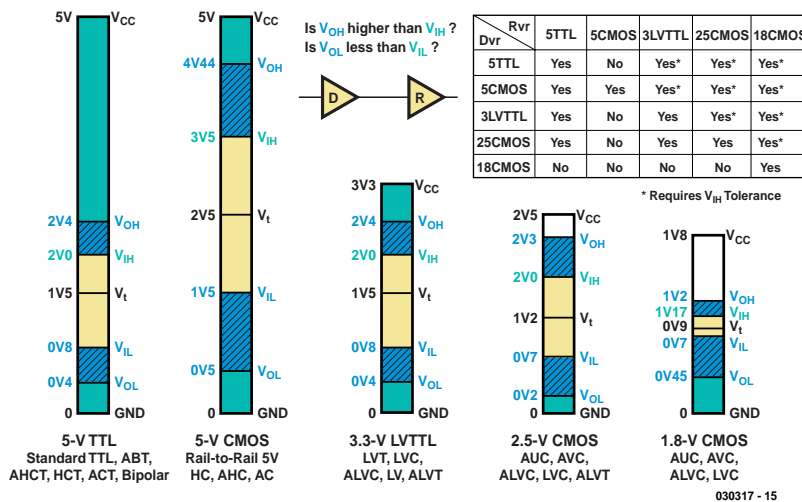 Is VOH higher than VIH ?
Is VOL less than VIL ?
D
R
Rvr
Dvr
5TTL 5CMOS 3LVTTL 25CMOS 18CMOS
5TTL Yes No Yes* Yes* Yes*
5CMOS Yes Yes Yes* Yes* Yes*
3LVTTL Yes No Yes Yes* Yes*
25CMOS Yes No Yes Yes Yes*
18CMOS No No No No Yes
* Requires VIH Tolerance
5V VCC
2V4 VOH
2V0 VIH
1V5 Vt
0V8 VIL
0V4 VOL
0 GND
5-V TTL
Standard TTL, ABT,
AHCT, HCT, ACT, Bipolar
5V VCC
4V44 VOH
3V5 VIH
2V5 Vt
1V5 VIL
0V5 VOL
0 GND
5-V CMOS
Rail-to-Rail 5V
HC, AHC, AC
3V3 VCC
2V4 VOH
2V0 VIH
1V5 Vt
0V8 VIL
0V4 VOL
0 GND
3.3-V LVTTL
LVT, LVC,
ALVC, LV, ALVT
2V5 VCC
2V3 VOH
2V0 VIH
1V2 Vt
0V7 VIL
0V2 VOL
0 GND
2.5-V CMOS
AUC, AVC,
ALVC, LVC, ALVT
1V8 VCC
1V2 VOH
1V17 VIH
0V9 Vt
0V7 VIL
0V45 VOL
0 GND
1.8-V CMOS
AUC, AVC,
ALVC, LVC
030317 - 15